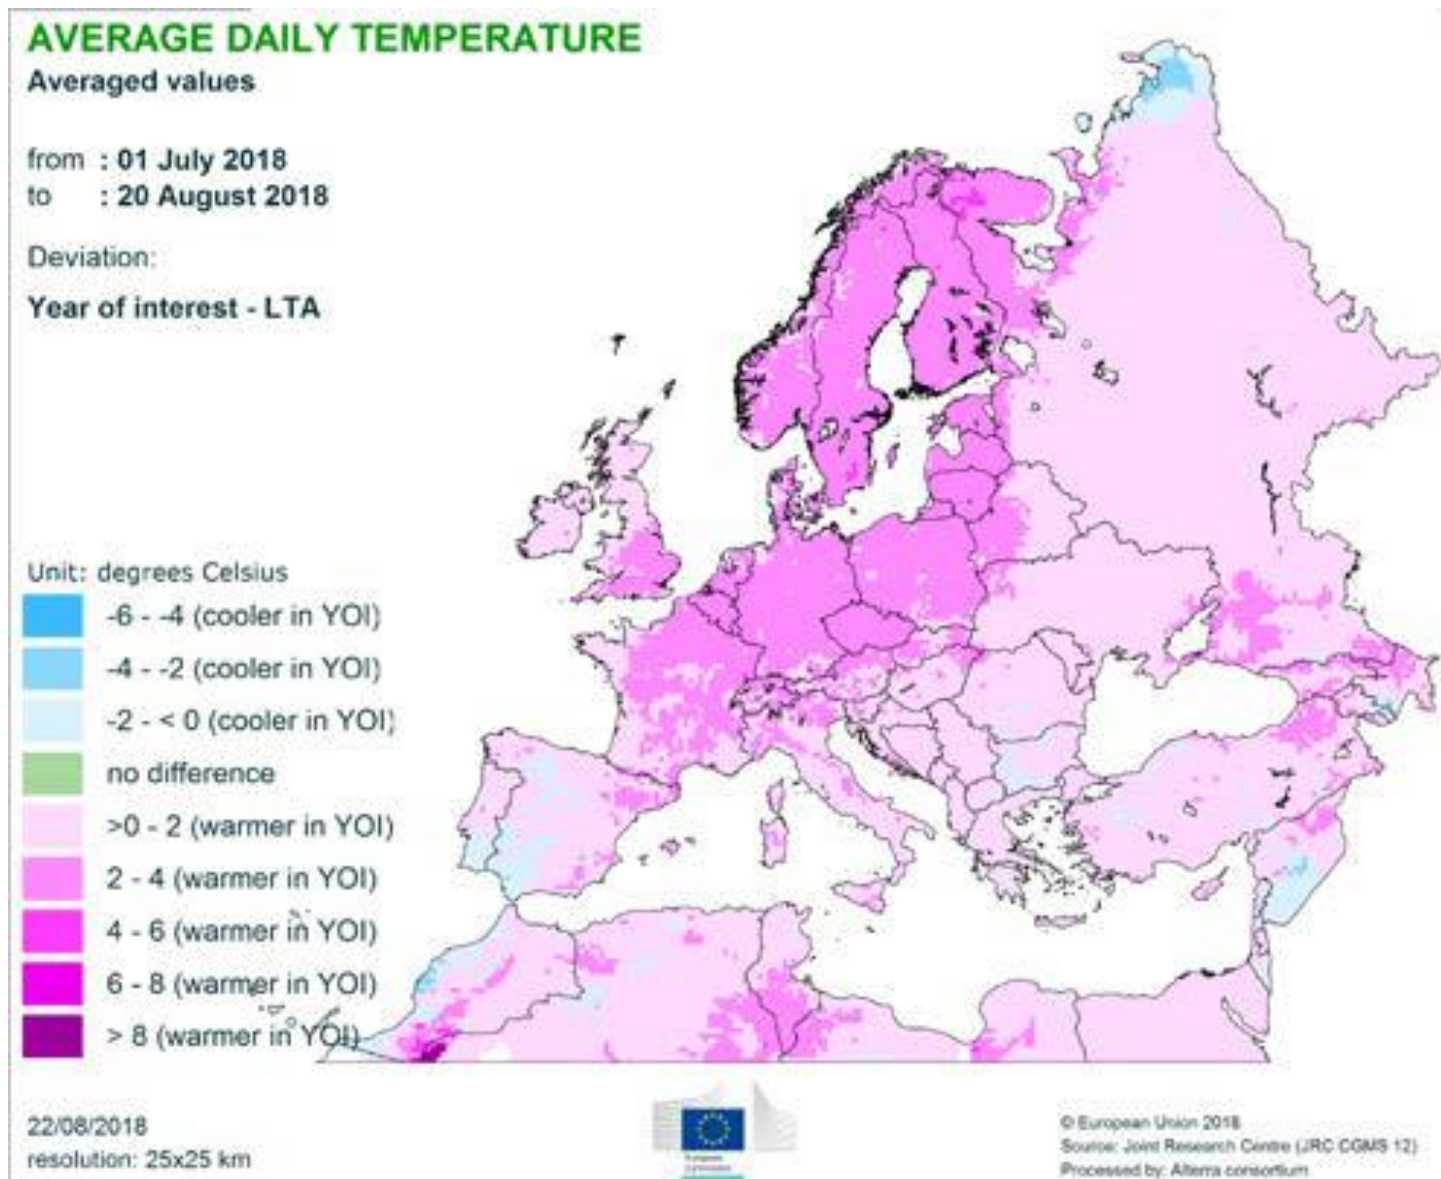 AVERAGE DAILY TEMPERATURE
Averaged values
from : 01 July 2018
to : 20 August 2018
Deviation:
Year of interest - LTA
Unit: degrees Celsius
-6 - -4 (cooler in YOI)
-4 - -2 (cooler in YOI)
-2 - < 0 (cooler in YOI)
no difference
>0 - 2 (warmer in YOI)
2 - 4 (warmer in YOI)
4 - 6 (warmer in YOI)
6 - 8 (warmer in YOI)
> 8 (warmer in YOI)
22/08/2018
resolution: 25x25 km
European
Commission
© European Union 2018
Source: Joint Research Centre (JRC CGMS 12)
Processed by: Alterra consortium